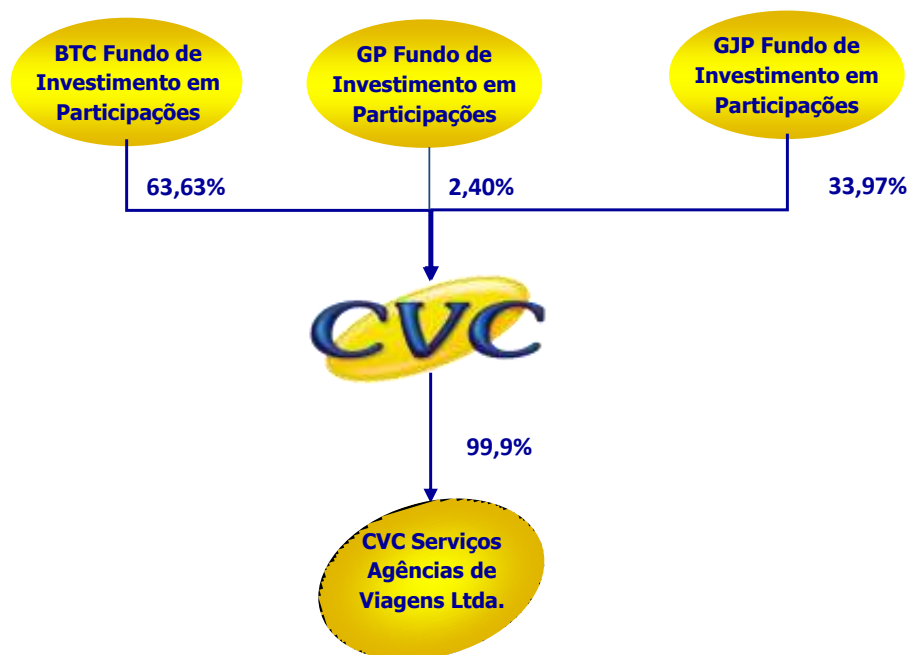 BTC Fundo de
Investimento em
Participações
GP Fundo de
Investimento em
Participações
GJP Fundo de
Investimento em
Participações
63,63%
2,40%
33,97%
CVC
99,9%
CVC Serviços
Agências de
Viagens Ltda.